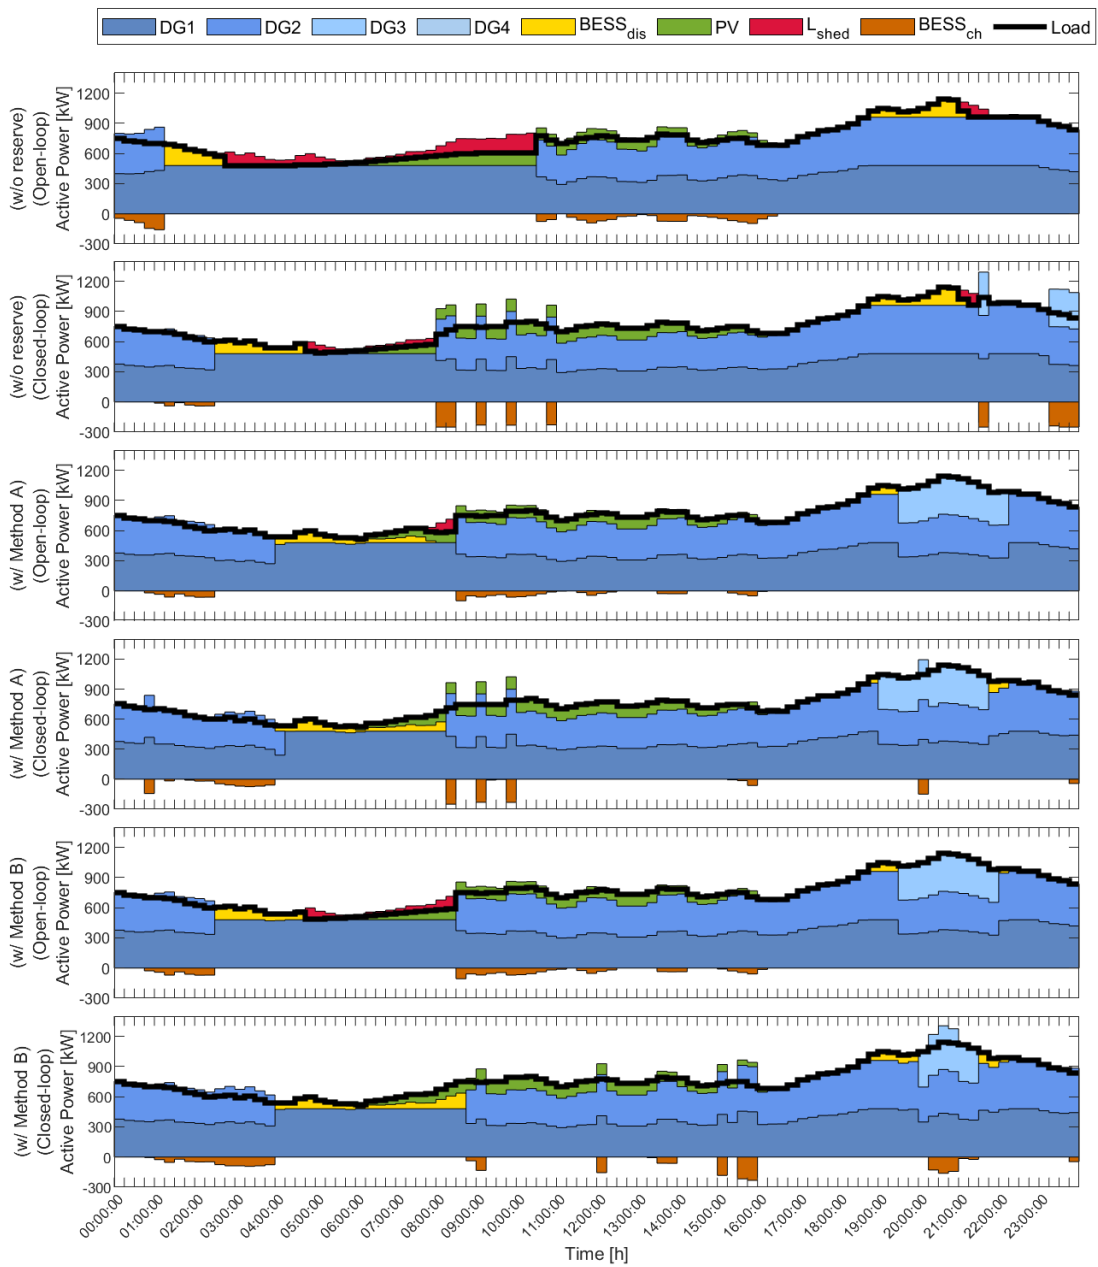 DG1 DG2 DG3 DG4 BESS_dis PV L_shed BESS_ch Load
(w/o reserve)
(Open-loop)
Active Power [kW]
1200
900
600
300
0
-300
(w/o reserve)
(Closed-loop)
Active Power [kW]
1200
900
600
300
0
-300
(w/ Method A)
(Open-loop)
Active Power [kW]
1200
900
600
300
0
-300
(w/ Method A)
(Closed-loop)
Active Power [kW]
1200
900
600
300
0
-300
(w/ Method B)
(Open-loop)
Active Power [kW]
1200
900
600
300
0
-300
(w/ Method B)
(Closed-loop)
Active Power [kW]
1200
900
600
300
0
-300
00:00:00 01:00:00 02:00:00 03:00:00 04:00:00 05:00:00 06:00:00 07:00:00 08:00:00 09:00:00 10:00:00 11:00:00 12:00:00 13:00:00 14:00:00 15:00:00 16:00:00 17:00:00 18:00:00 19:00:00 20:00:00 21:00:00 22:00:00 23:00:00
Time [h]